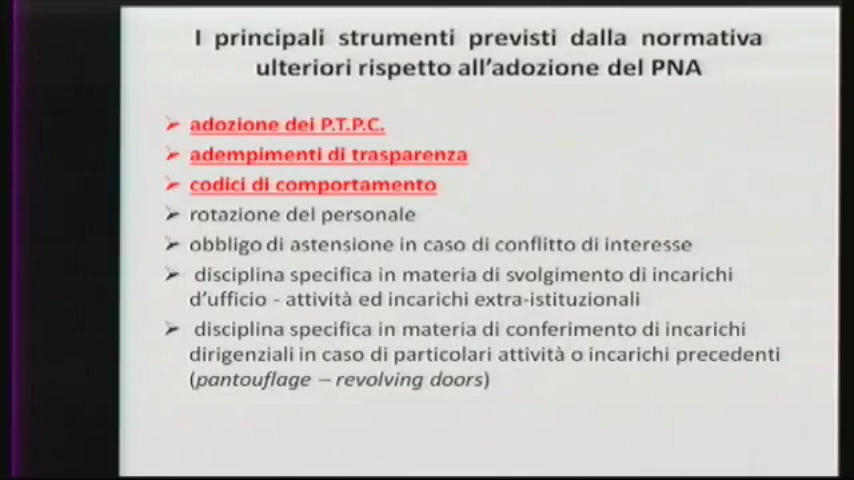 I principali strumenti previsti dalla normativa
ulteriori rispetto all'adozione del PNA
➢ adozione dei P.T.P.C.
➢ adempimenti di trasparenza
➢ codici di comportamento
➢ rotazione del personale
➢ obbligo di astensione in caso di conflitto di interesse
➢ disciplina specifica in materia di svolgimento di incarichi
d'ufficio - attività ed incarichi extra-istituzionali
➢ disciplina specifica in materia di conferimento di incarichi
dirigenziali in caso di particolari attività o incarichi precedenti
(pantouflage – revolving doors)